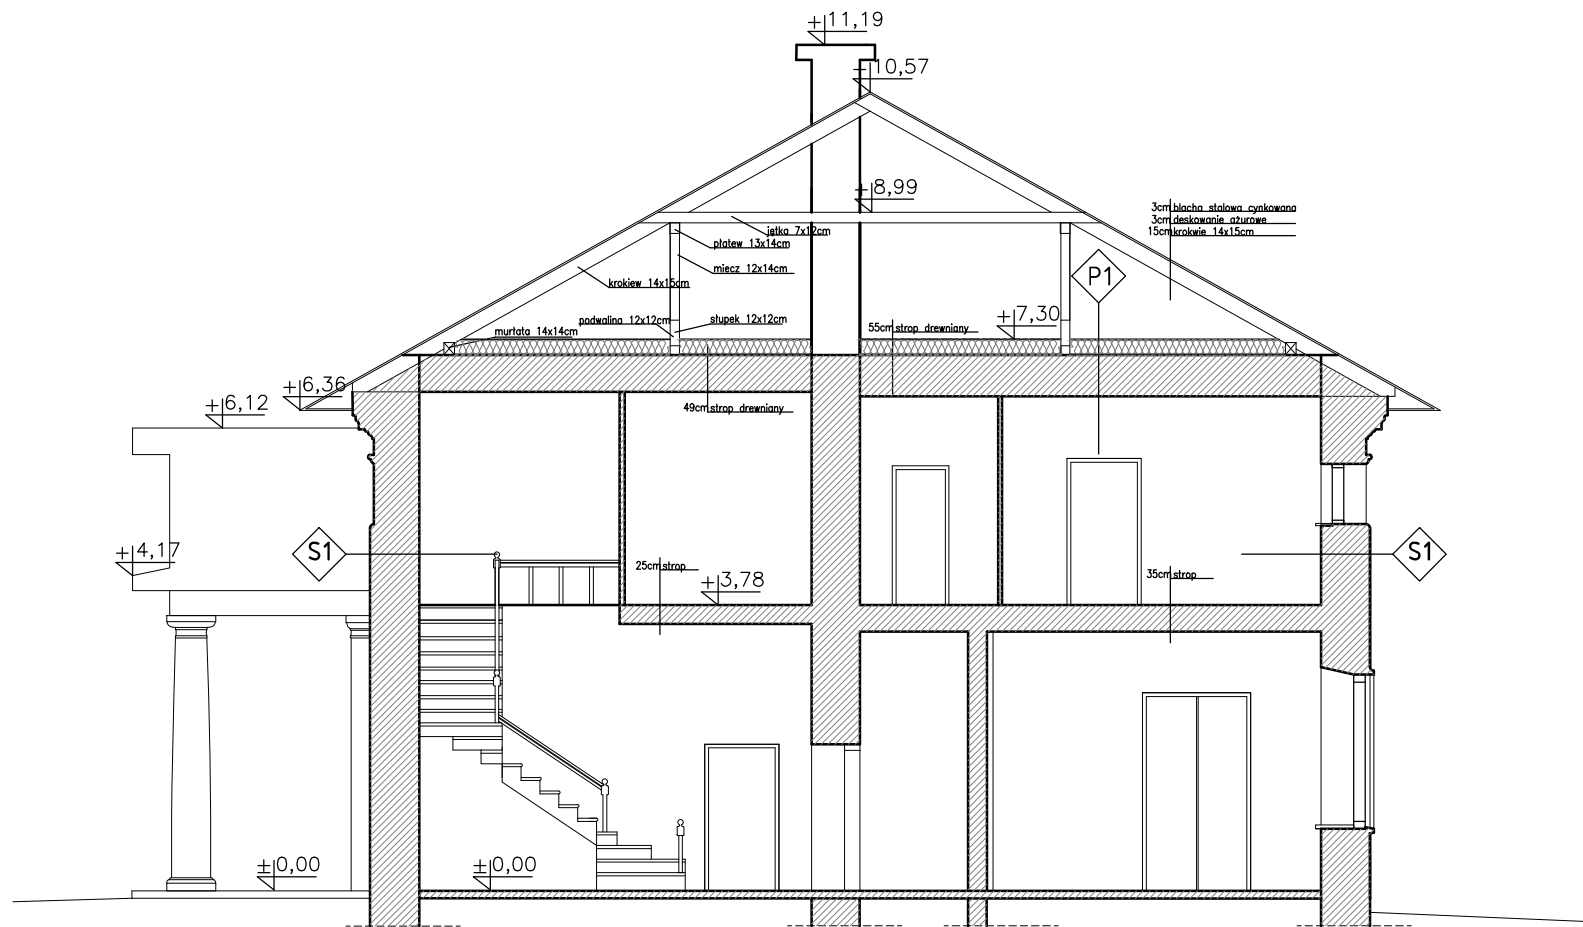 +11,19
+10,57
+8,99
3cm blacha stalowa cynkowana
3cm deskowanie ażurowe
15cm krokwie 14x15cm
jętka 7x12cm
płatew 13x14cm
miecz 12x14cm
P1
krokiew 14x15cm
podwalina 12x12cm
słupek 12x12cm
murłata 14x14cm
55cm strop drewniany
+7,30
+6,36
+6,12
49cm strop drewniany
+4,17
S1
S1
25cm strop
35cm strop
+3,78
±0,00
±0,00